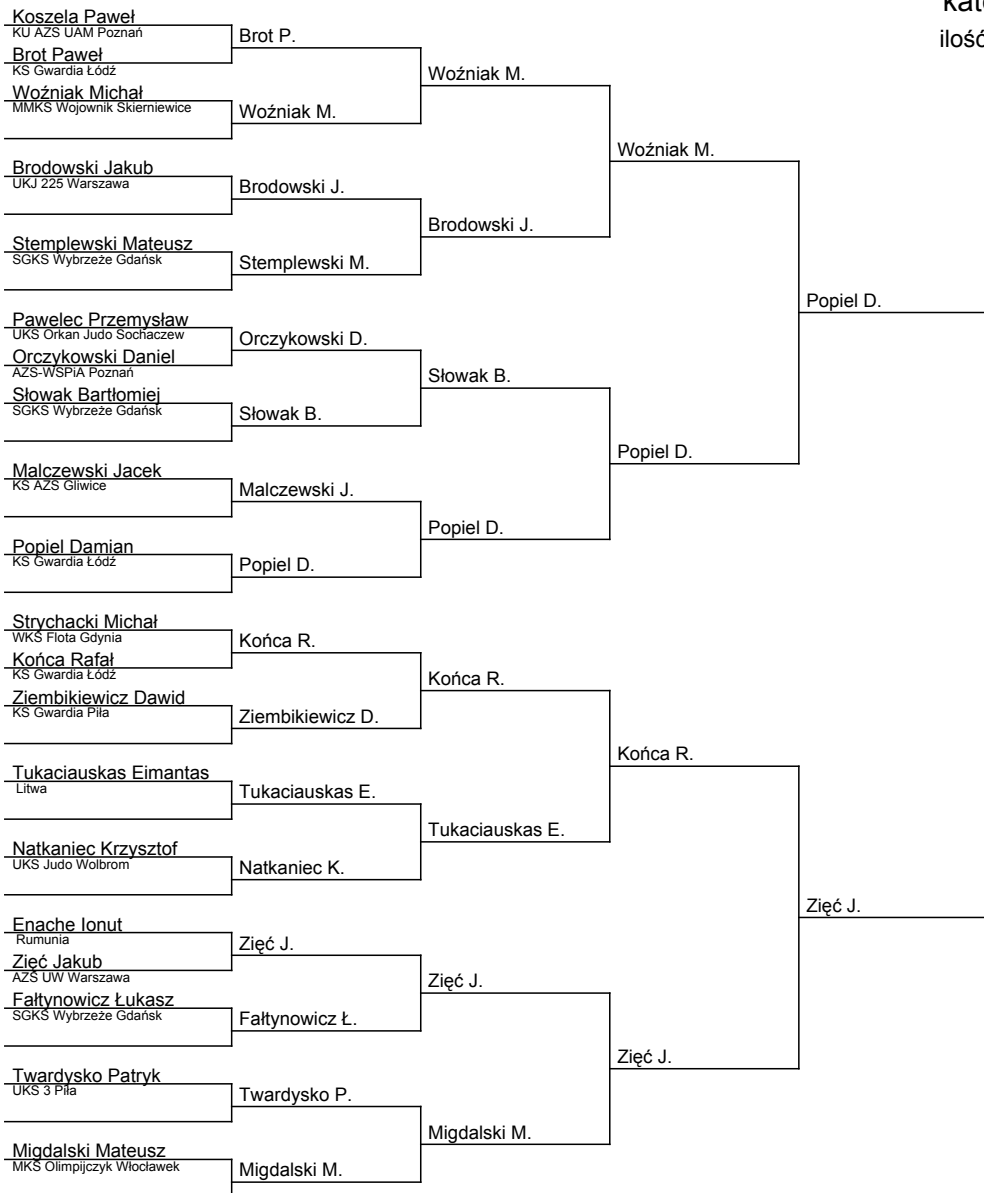 kat
ilość
Koszela Paweł
KU AZS UAM Poznań
Brot Paweł
KS Gwardia Łódź
Woźniak Michał
MMKS Wojownik Skierniewice
Brodowski Jakub
UKJ 225 Warszawa
Stemplewski Mateusz
SGKS Wybrzeże Gdańsk
Pawelec Przemysław
UKS Orkan Judo Sochaczew
Orczykowski Daniel
AZS-WSPiA Poznań
Słowak Bartłomiej
SGKS Wybrzeże Gdańsk
Malczewski Jacek
KS AZS Gliwice
Popiel Damian
KS Gwardia Łódź
Strychacki Michał
WKS Flota Gdynia
Końca Rafał
KS Gwardia Łódź
Ziembikiewicz Dawid
KS Gwardia Piła
Tukaciauskas Eimantas
Litwa
Natkaniec Krzysztof
UKS Judo Wolbrom
Enache Ionut
Rumunia
Zięć Jakub
AZS UW Warszawa
Fałtynowicz Łukasz
SGKS Wybrzeże Gdańsk
Twardysko Patryk
UKS 3 Piła
Migdalski Mateusz
MKS Olimpijczyk Włocławek
Brot P.
Woźniak M.
Brodowski J.
Stemplewski M.
Orczykowski D.
Słowak B.
Malczewski J.
Popiel D.
Końca R.
Ziembikiewicz D.
Tukaciauskas E.
Natkaniec K.
Zięć J.
Fałtynowicz Ł.
Twardysko P.
Migdalski M.
Woźniak M.
Brodowski J.
Słowak B.
Popiel D.
Końca R.
Tukaciauskas E.
Zięć J.
Migdalski M.
Woźniak M.
Popiel D.
Końca R.
Zięć J.
Popiel D.
Zięć J.